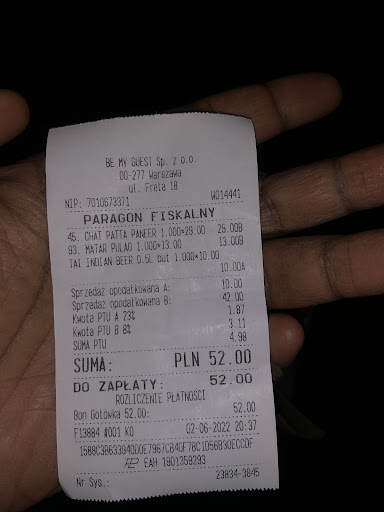 BE MY GUEST Sp. z o.o.
00-277 Warszawa
ul. Freta 18
NIP: 7010673371 W014441
PARAGON FISKALNY
45. CHAT PATTA PANEER 1.000×29.00 29.00B
93. MATAR PULAO 1.000×13.00 13.00B
TAI INDIAN BEER 0.5L but 1.000×10.00
10.00A
Sprzedaż opodatkowana A: 10.00
Sprzedaż opodatkowana B: 42.00
Kwota PTU A 23% 1.87
Kwota PTU B 8% 3.11
SUMA PTU 4.98
SUMA: PLN 52.00
DO ZAPŁATY: 52.00
ROZLICZENIE PŁATNOŚCI
Bon Gotówka 52.00: 52.00
F13884 #001 KO 02-06-2022 20:37
EAH 1901359293
Nr Sys.: 23834-3845